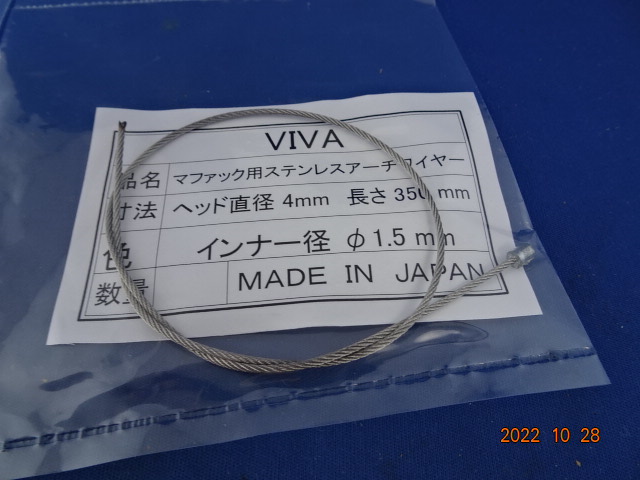 VIVA
品名 マファック用ステンレスアーチワイヤー
寸法 ヘッド直径 4mm 長さ 350 mm
色 インナー径 φ1.5 mm
数量 MADE IN JAPAN
2022 10 28